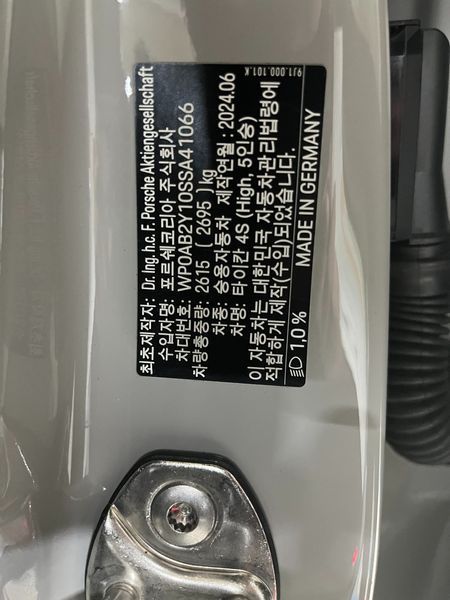 9J1.000.101.K
최초제작자: Dr. Ing. h.c. F. Porsche Aktiengesellschaft
수입자명: 포르쉐코리아 주식회사
차대번호: WP0AB2Y110SSA41066
차량총중량: 2615 ( 2695 ) kg
차종: 승용자동차 제작연월 : 2024.06
차명: 타이칸 4S (High, 5인승)
이 자동차는 대한민국 자동차관리법령에
적합하게 제작(수입)되었습니다.
MADE IN GERMANY
1,0 %